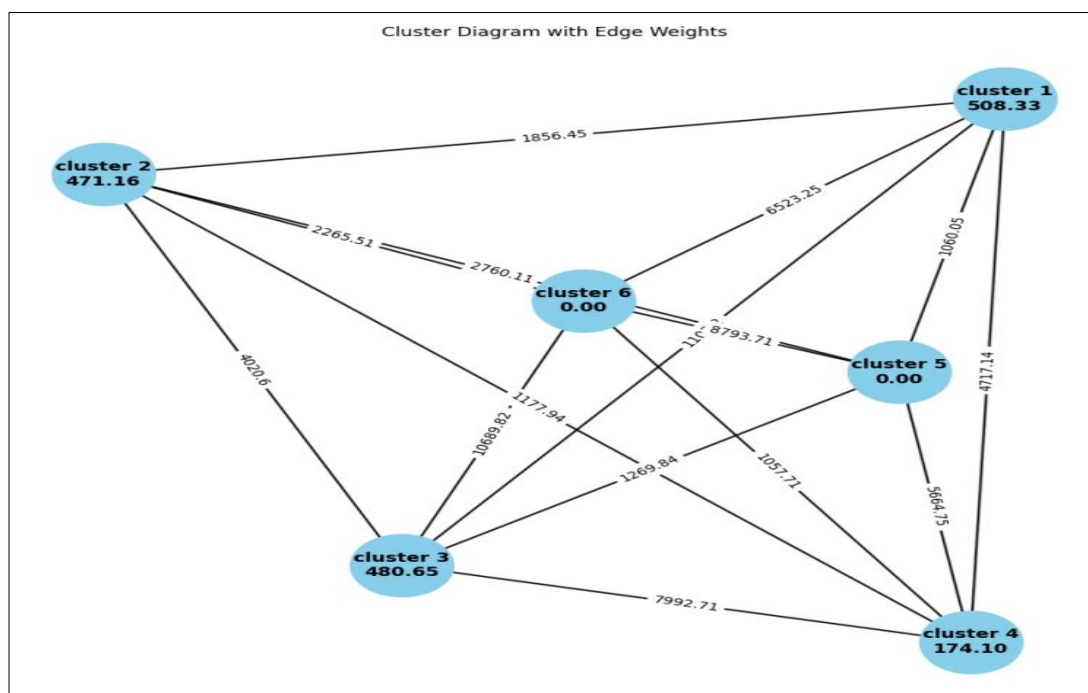 Cluster Diagram with Edge Weights
cluster 1
508.33
1856.45
cluster 2
471.16
6523.25
2265.51
1060.05
2760.11
cluster 6
0.00
8793.71
cluster 5
0.00
4717.14
4020.6
1177.94
10689.82
1269.84
1057.71
5664.75
cluster 3
480.65
7992.71
cluster 4
174.10